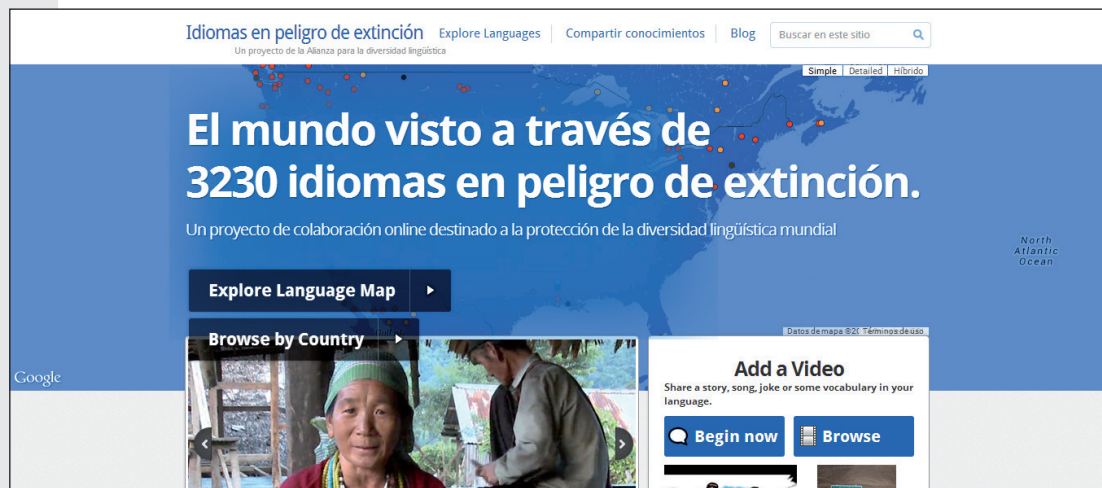 Idiomas en peligro de extinción
Un proyecto de la Alianza para la diversidad lingüística
Explore Languages
Compartir conocimientos
Blog
Buscar en este sitio
Simple
Detailed
Híbrido
El mundo visto a través de
3230 idiomas en peligro de extinción.
Un proyecto de colaboración online destinado a la protección de la diversidad lingüística mundial
North
Atlantic
Ocean
Explore Language Map
Browse by Country
Datos de mapa Términos de uso
Google
Add a Video
Share a story, song, joke or some vocabulary in your
language.
Begin now
Browse